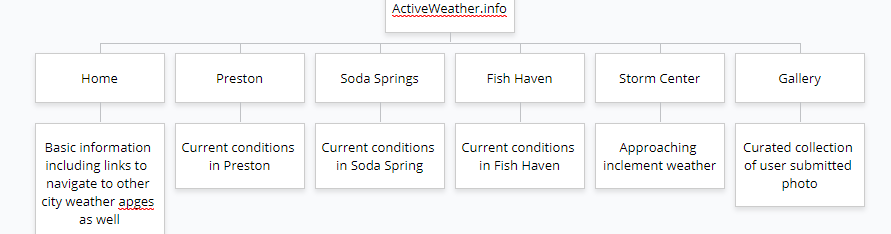 ActiveWeather.info
Home
Preston
Soda Springs
Fish Haven
Storm Center
Gallery
Basic information
including links to
navigate to other
city weather apges
as well
Current conditions
in Preston
Current conditions
in Soda Spring
Current conditions
in Fish Haven
Approaching
inclement weather
Curated collection
of user submitted
photo